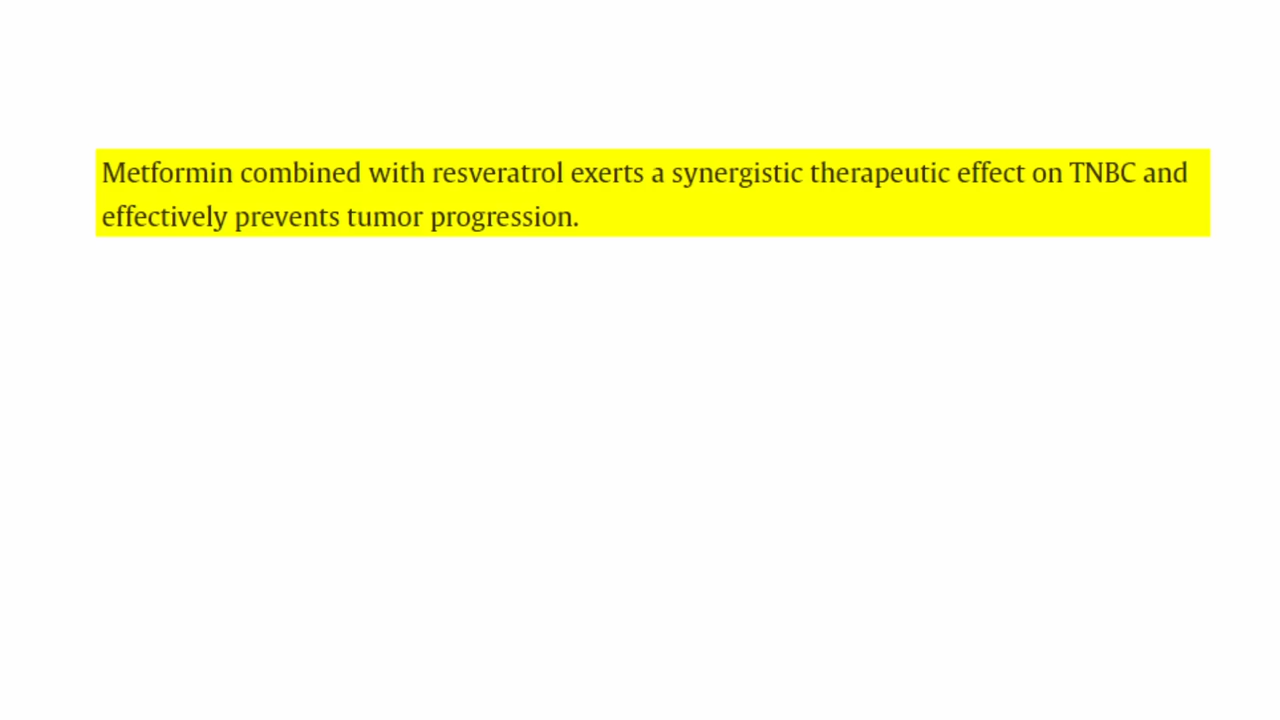 Metformin combined with resveratrol exerts a synergistic therapeutic effect on TNBC and
effectively prevents tumor progression.